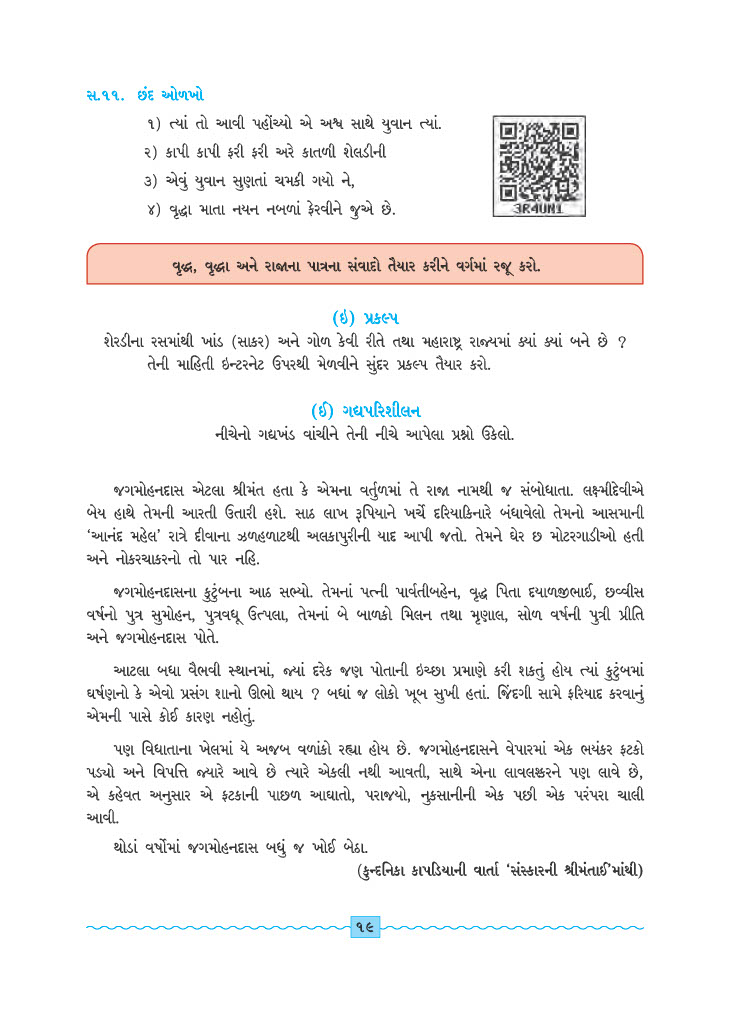 સ.૧૧. છંદ ઓળખો
૧) ત્યાં તો આવી પહોંચ્યો એ અશ્વ સાથે યુવાન ત્યાં.
૨) કાપી કાપી ફરી ફરી અરે કાતળી શેલડીની
૩) એવું યુવાન સુણતાં ચમકી ગયો ને,
૪) વૃદ્ધા માતા નયન નબળાં ફેરવીને જુએ છે.
3R4UN1
વૃદ્ધ, વૃદ્ધા અને રાજાના પાત્રના સંવાદો તૈયાર કરીને વર્ગમાં રજૂ કરો.
(ઇ) પ્રકલ્પ
શેરડીના રસમાંથી ખાંડ (સાકર) અને ગોળ કેવી રીતે તથા મહારાષ્ટ્ર રાજ્યમાં ક્યાં ક્યાં બને છે ?
તેની માહિતી ઇન્ટરનેટ ઉપરથી મેળવીને સુંદર પ્રકલ્પ તૈયાર કરો.
(ઈ) ગદ્યપરિશીલન
નીચેનો ગદ્યખંડ વાંચીને તેની નીચે આપેલા પ્રશ્નો ઉકેલો.
જગમોહનદાસ એટલા શ્રીમંત હતા કે એમના વર્તુળમાં તે રાજા નામથી જ સંબોધાતા. લક્ષ્મીદેવીએ
બેય હાથે તેમની આરતી ઉતારી હશે. સાઠ લાખ રૂપિયાને ખર્ચે દરિયાકિનારે બંધાવેલો તેમનો આસમાની
‘આનંદ મહેલ’ રાત્રે દીવાના ઝળહળાટથી અલકાપુરીની યાદ આપી જતો. તેમને ઘેર છ મોટરગાડીઓ હતી
અને નોકરચાકરનો તો પાર નહિ.
જગમોહનદાસના કુટુંબના આઠ સભ્યો. તેમનાં પત્ની પાર્વતીબહેન, વૃદ્ધ પિતા દયાળજીભાઈ, છવ્વીસ
વર્ષનો પુત્ર સુમોહન, પુત્રવધૂ ઉત્પલા, તેમનાં બે બાળકો મિલન તથા મૃણાલ, સોળ વર્ષની પુત્રી પ્રીતિ
અને જગમોહનદાસ પોતે.
આટલા બધા વૈભવી સ્થાનમાં, જ્યાં દરેક જણ પોતાની ઇચ્છા પ્રમાણે કરી શકતું હોય ત્યાં કુટુંબમાં
ઘર્ષણનો કે એવો પ્રસંગ શાનો ઊભો થાય ? બધાં જ લોકો ખૂબ સુખી હતાં. જિંદગી સામે ફરિયાદ કરવાનું
એમની પાસે કોઈ કારણ નહોતું.
પણ વિધાતાના ખેલમાં યે અજબ વળાંકો રહ્યા હોય છે. જગમોહનદાસને વેપારમાં એક ભયંકર ફટકો
પડ્યો અને વિપત્તિ જ્યારે આવે છે ત્યારે એકલી નથી આવતી, સાથે એના લાવલશ્કરને પણ લાવે છે,
એ કહેવત અનુસાર એ ફટકાની પાછળ આઘાતો, પરાજયો, નુકસાનીની એક પછી એક પરંપરા ચાલી
આવી.
થોડાં વર્ષોમાં જગમોહનદાસ બધું જ ખોઈ બેઠા.
(કુન્દનિકા કાપડિયાની વાર્તા ‘સંસ્કારની શ્રીમંતાઈ’માંથી)
૧૯